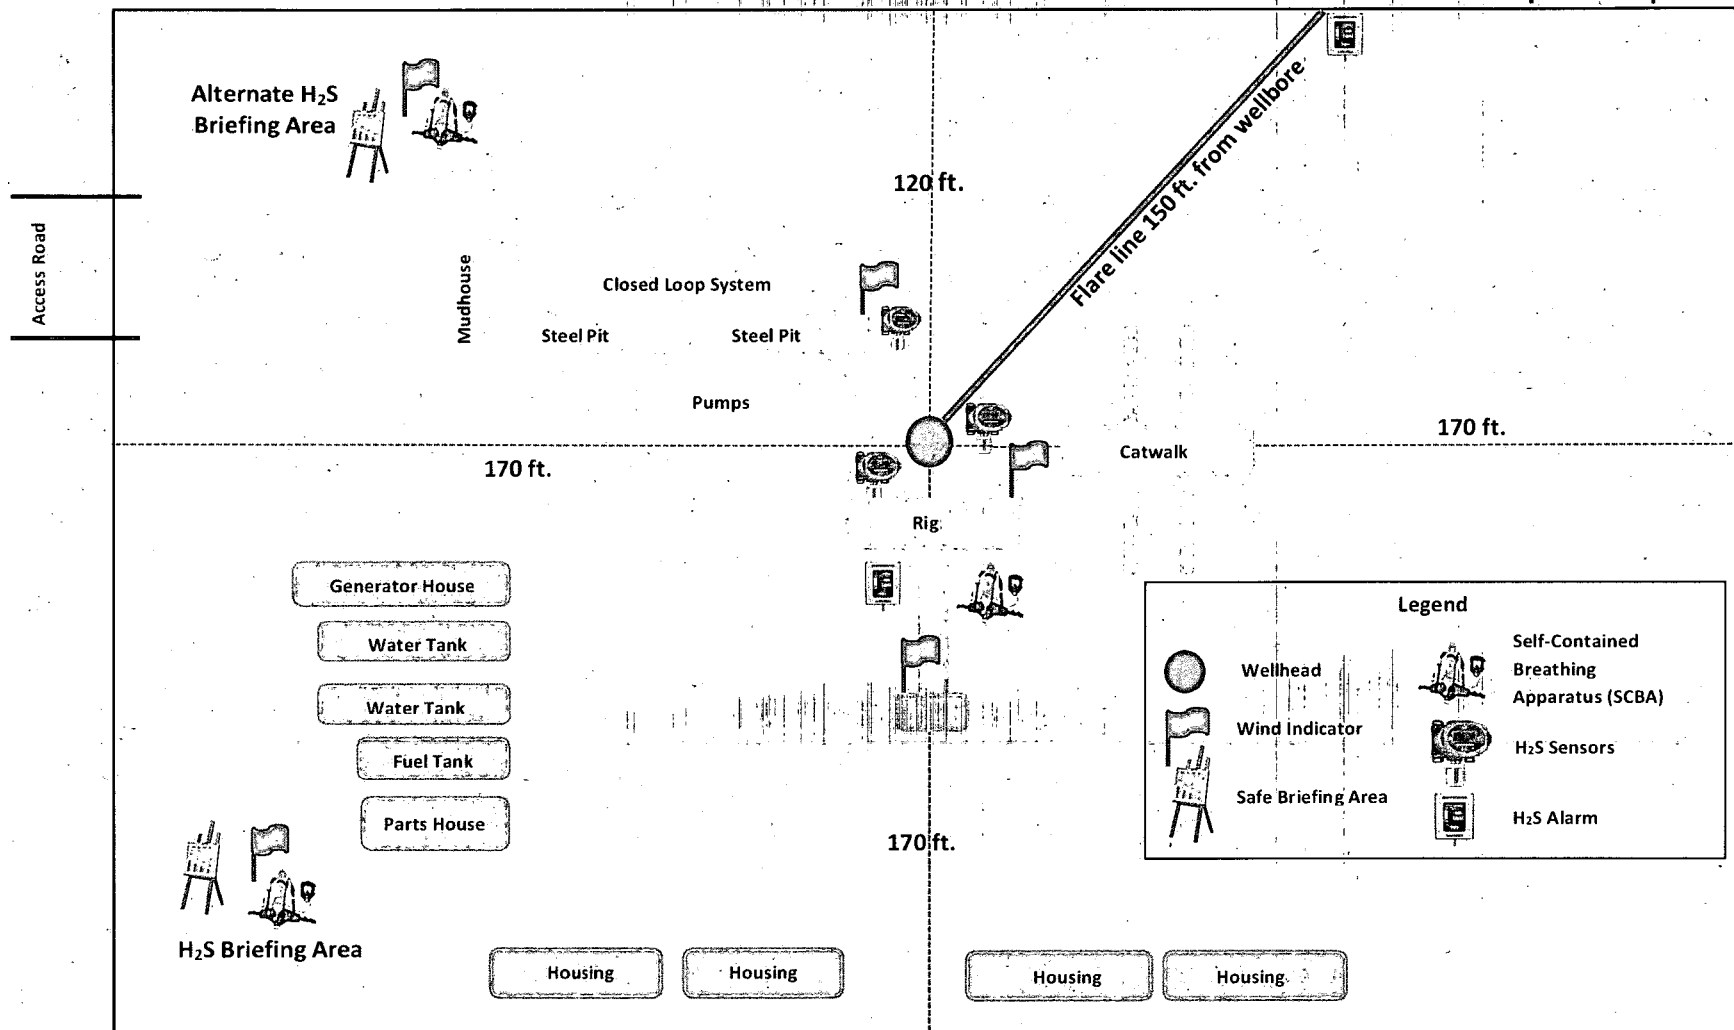 Alternate H₂S
Briefing Area
120 ft.
Flare line 150 ft. from wellbore
Access Road
Mudhouse
Closed Loop System
Steel Pit
Steel Pit
Pumps
170 ft.
170 ft.
Catwalk
Rig
Generator House
Water Tank
Water Tank
Fuel Tank
Parts House
170 ft.
H₂S Briefing Area
Housing
Housing
Housing
Housing
Legend
Wellhead
Wind Indicator
Safe Briefing Area
Self-Contained
Breathing
Apparatus (SCBA)
H₂S Sensors
H₂S Alarm